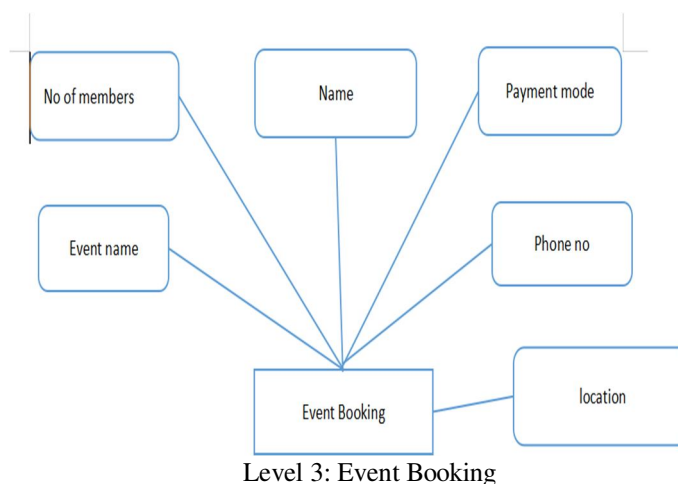 No of members
Name
Payment mode
Event name
Phone no
Event Booking
location
Level 3: Event Booking